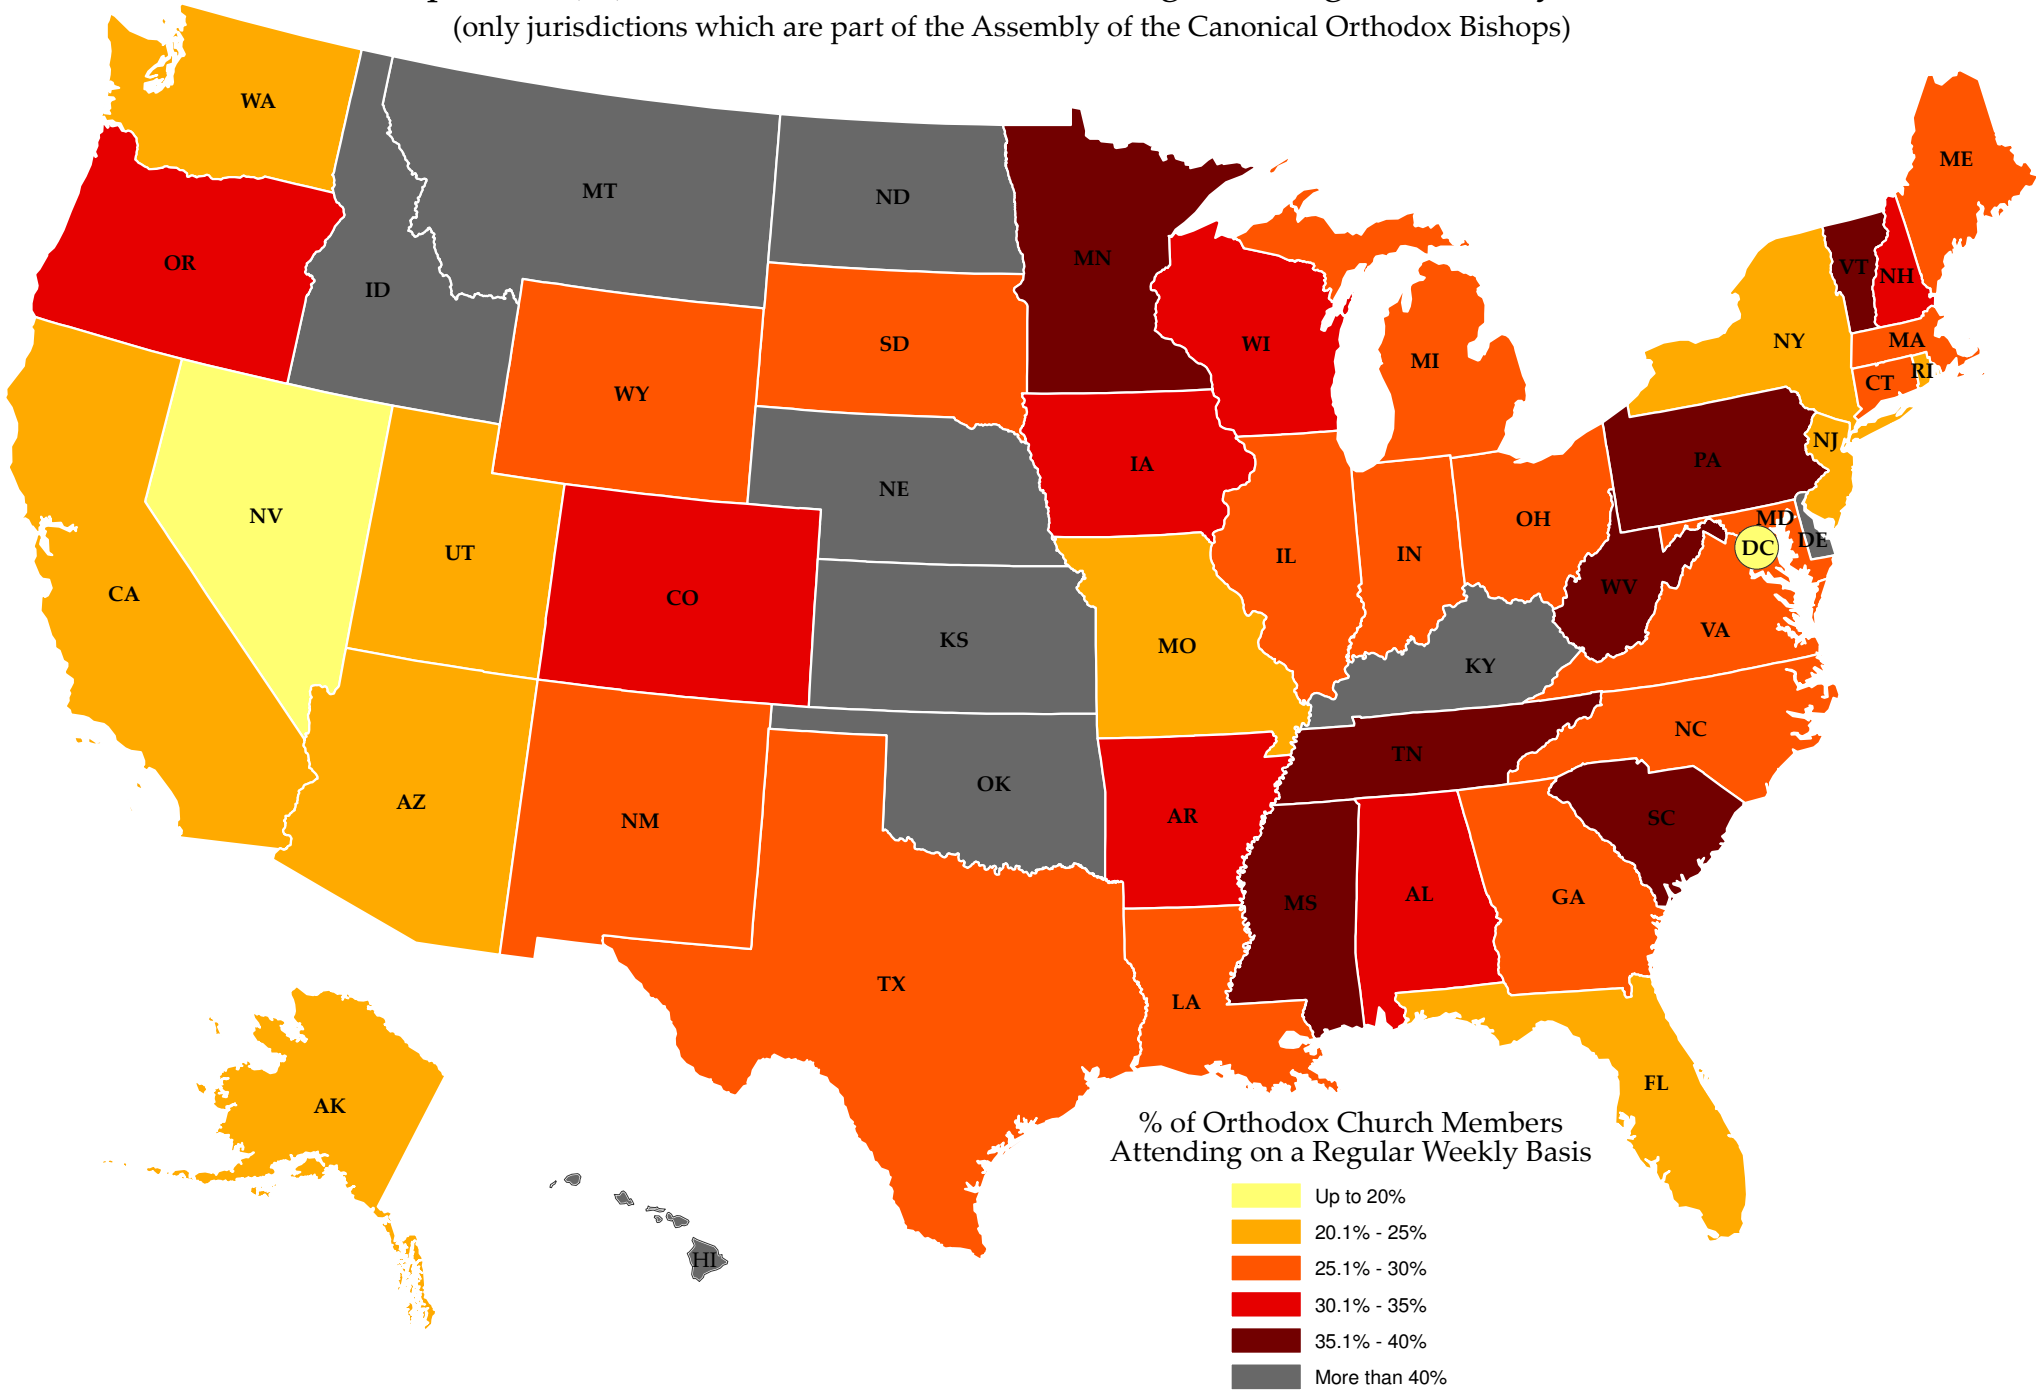 (only jurisdictions which are part of the Assembly of the Canonical Orthodox Bishops)
WA
ME
MT
ND
OR
MN
VT
NH
ID
NY
MA
SD
WI
MI
RI
CT
WY
NJ
IA
PA
NE
NV
OH
MD
DE
UT
IL
IN
DC
CA
CO
WV
KS
MO
VA
KY
NC
TN
OK
AZ
NM
AR
SC
MS
AL
GA
TX
LA
FL
AK
HI
% of Orthodox Church Members
Attending on a Regular Weekly Basis
Up to 20%
20.1% - 25%
25.1% - 30%
30.1% - 35%
35.1% - 40%
More than 40%